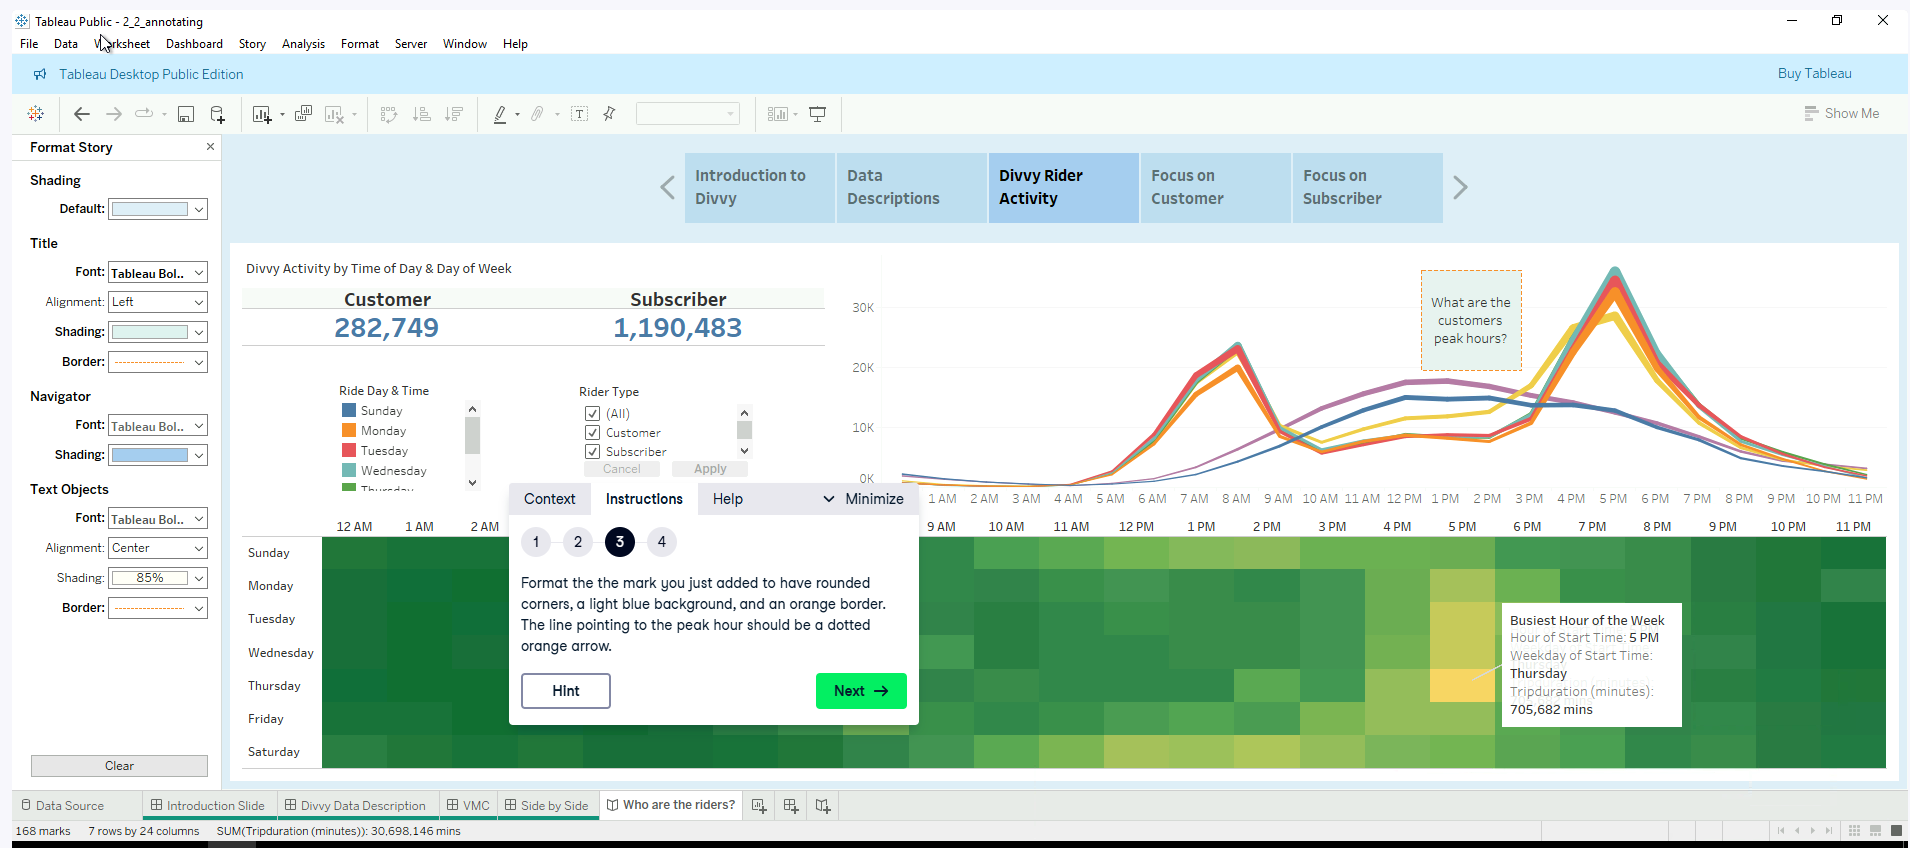 Tableau Public - 2_2_annotating
File Data Worksheet Dashboard Story Analysis Format Server Window Help
Tableau Desktop Public Edition
Buy Tableau
Show Me
Format Story
Shading
Default:
Title
Font: Tableau Bol..
Alignment: Left
Shading:
Border:
Navigator
Font: Tableau Bol..
Shading:
Text Objects
Font: Tableau Bol..
Alignment: Center
Shading: 85%
Border:
Clear
Introduction to
Divvy
Data
Descriptions
Divvy Rider
Activity
Focus on
Customer
Focus on
Subscriber
Divvy Activity by Time of Day & Day of Week
Customer Subscriber
282,749 1,190,483
Ride Day & Time
Sunday
Monday
Tuesday
Wednesday
Thursday
Rider Type
(All)
Customer
Subscriber
Cancel Apply
30K
20K
10K
0K
What are the
customers
peak hours?
1 AM 2 AM 3 AM 4 AM 5 AM 6 AM 7 AM 8 AM 9 AM 10 AM 11 AM 12 PM 1 PM 2 PM 3 PM 4 PM 5 PM 6 PM 7 PM 8 PM 9 PM 10 PM 11 PM
12 AM 1 AM 2 AM 9 AM 10 AM 11 AM 12 PM 1 PM 2 PM 3 PM 4 PM 5 PM 6 PM 7 PM 8 PM 9 PM 10 PM 11 PM
Sunday
Monday
Tuesday
Wednesday
Thursday
Friday
Saturday
Context Instructions Help Minimize
1 2 3 4
Format the the mark you just added to have rounded
corners, a light blue background, and an orange border.
The line pointing to the peak hour should be a dotted
orange arrow.
Hint
Next
Busiest Hour of the Week
Hour of Start Time: 5 PM
Weekday of Start Time:
Thursday
Tripduration (minutes):
705,682 mins
Data Source Introduction Slide Divvy Data Description VMC Side by Side Who are the riders?
168 marks 7 rows by 24 columns SUM(Tripduration (minutes)): 30,698,146 mins